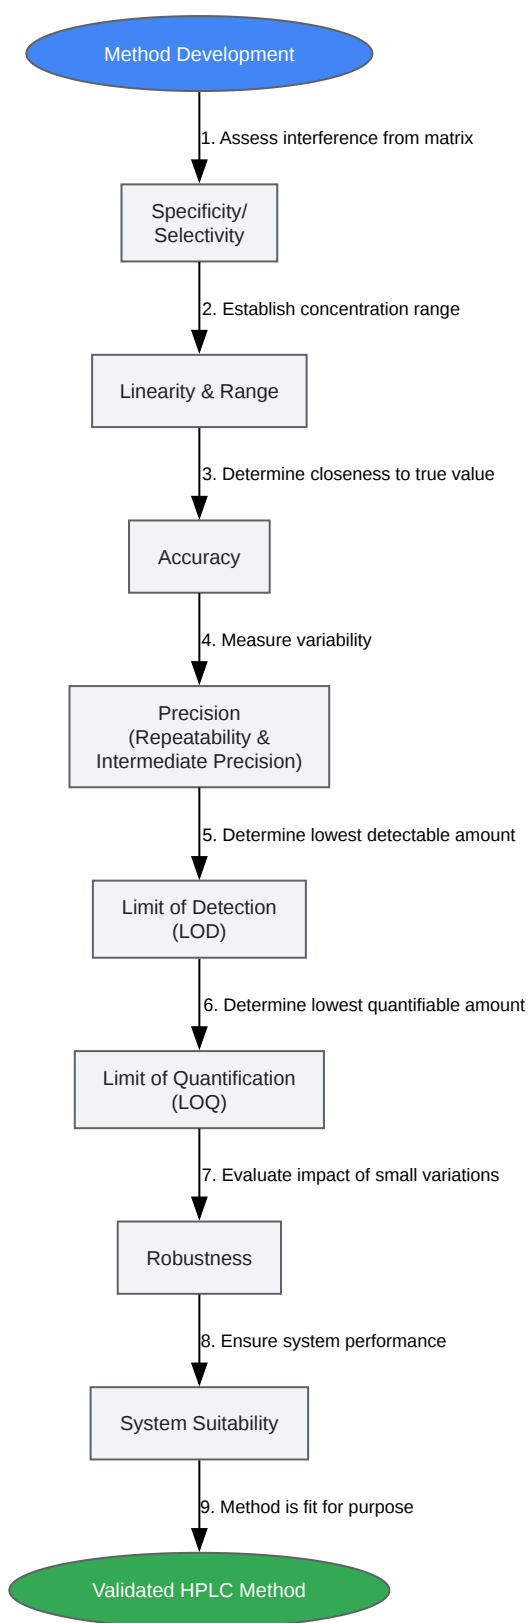 Method Development
1. Assess interference from matrix
Specificity/
Selectivity
2. Establish concentration range
Linearity & Range
3. Determine closeness to true value
Accuracy
4. Measure variability
Precision
(Repeatability &
Intermediate Precision)
5. Determine lowest detectable amount
Limit of Detection
(LOD)
6. Determine lowest quantifiable amount
Limit of Quantification
(LOQ)
7. Evaluate impact of small variations
Robustness
8. Ensure system performance
System Suitability
9. Method is fit for purpose
Validated HPLC Method